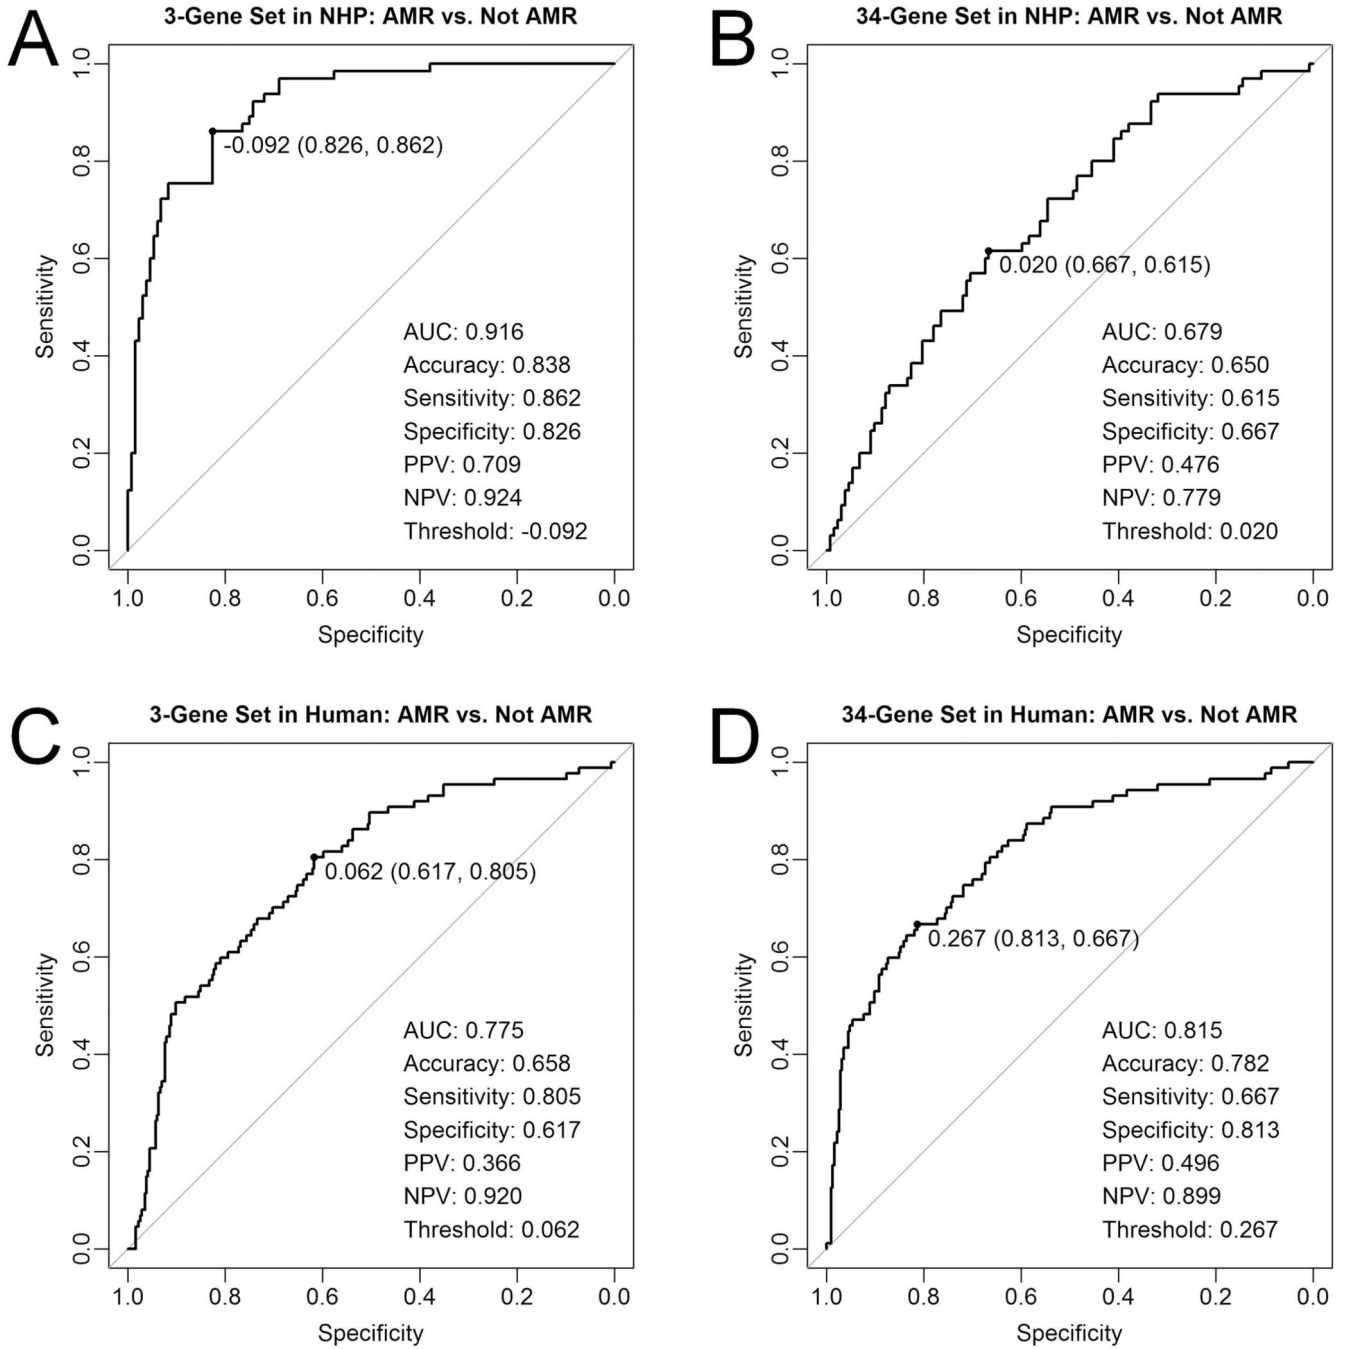 A
3-Gene Set in NHP: AMR vs. Not AMR
Sensitivity
1.0
0.8
0.6
0.4
0.2
0.0
-0.092 (0.826, 0.862)
AUC: 0.916
Accuracy: 0.838
Sensitivity: 0.862
Specificity: 0.826
PPV: 0.709
NPV: 0.924
Threshold: -0.092
1.0 0.8 0.6 0.4 0.2 0.0
Specificity
B
34-Gene Set in NHP: AMR vs. Not AMR
Sensitivity
1.0
0.8
0.6
0.4
0.2
0.0
0.020 (0.667, 0.615)
AUC: 0.679
Accuracy: 0.650
Sensitivity: 0.615
Specificity: 0.667
PPV: 0.476
NPV: 0.779
Threshold: 0.020
1.0 0.8 0.6 0.4 0.2 0.0
Specificity
C
3-Gene Set in Human: AMR vs. Not AMR
Sensitivity
1.0
0.8
0.6
0.4
0.2
0.0
0.062 (0.617, 0.805)
AUC: 0.775
Accuracy: 0.658
Sensitivity: 0.805
Specificity: 0.617
PPV: 0.366
NPV: 0.920
Threshold: 0.062
1.0 0.8 0.6 0.4 0.2 0.0
Specificity
D
34-Gene Set in Human: AMR vs. Not AMR
Sensitivity
1.0
0.8
0.6
0.4
0.2
0.0
0.267 (0.813, 0.667)
AUC: 0.815
Accuracy: 0.782
Sensitivity: 0.667
Specificity: 0.813
PPV: 0.496
NPV: 0.899
Threshold: 0.267
1.0 0.8 0.6 0.4 0.2 0.0
Specificity